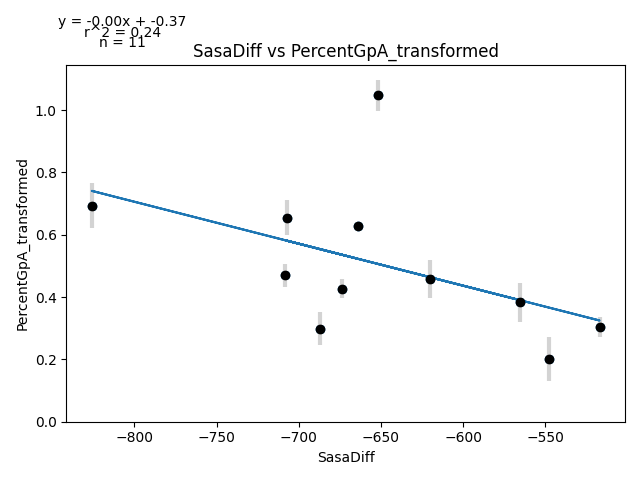 y = -0.00x + -0.37
r^2 = 0.24
n = 11
SasaDiff vs PercentGpA_transformed
PercentGpA_transformed
1.0
0.8
0.6
0.4
0.2
0.0
−800
−750
−700
−650
−600
−550
SasaDiff